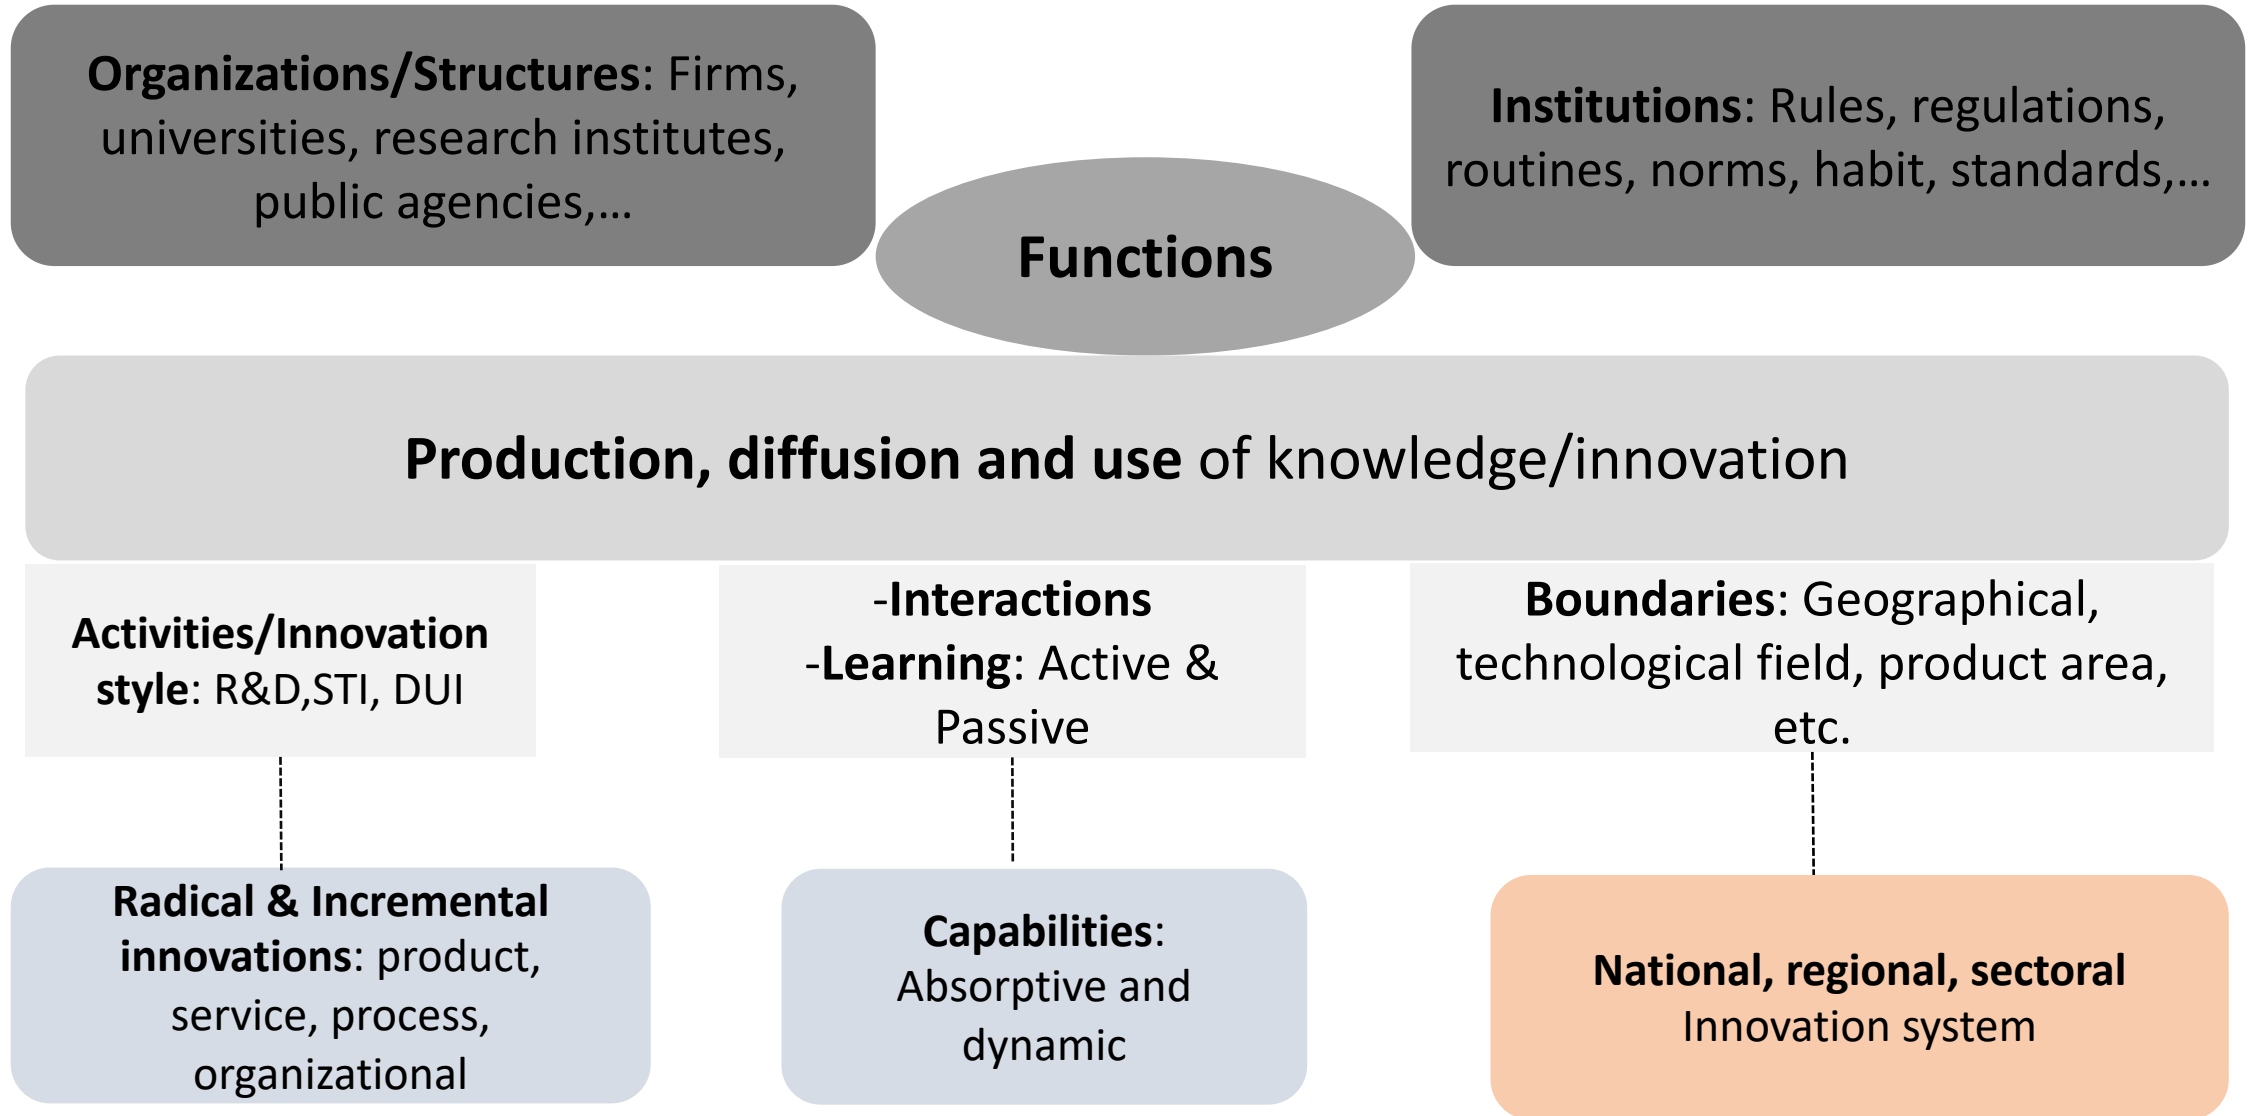 Organizations/Structures: Firms,
universities, research institutes,
public agencies,...
Institutions: Rules, regulations,
routines, norms, habit, standards,...
Functions
Production, diffusion and use of knowledge/innovation
Activities/Innovation
style: R&D,STI, DUI
-Interactions
-Learning: Active &
Passive
Boundaries: Geographical,
technological field, product area,
etc.
Radical & Incremental
innovations: product,
service, process,
organizational
Capabilities:
Absorptive and
dynamic
National, regional, sectoral
Innovation system